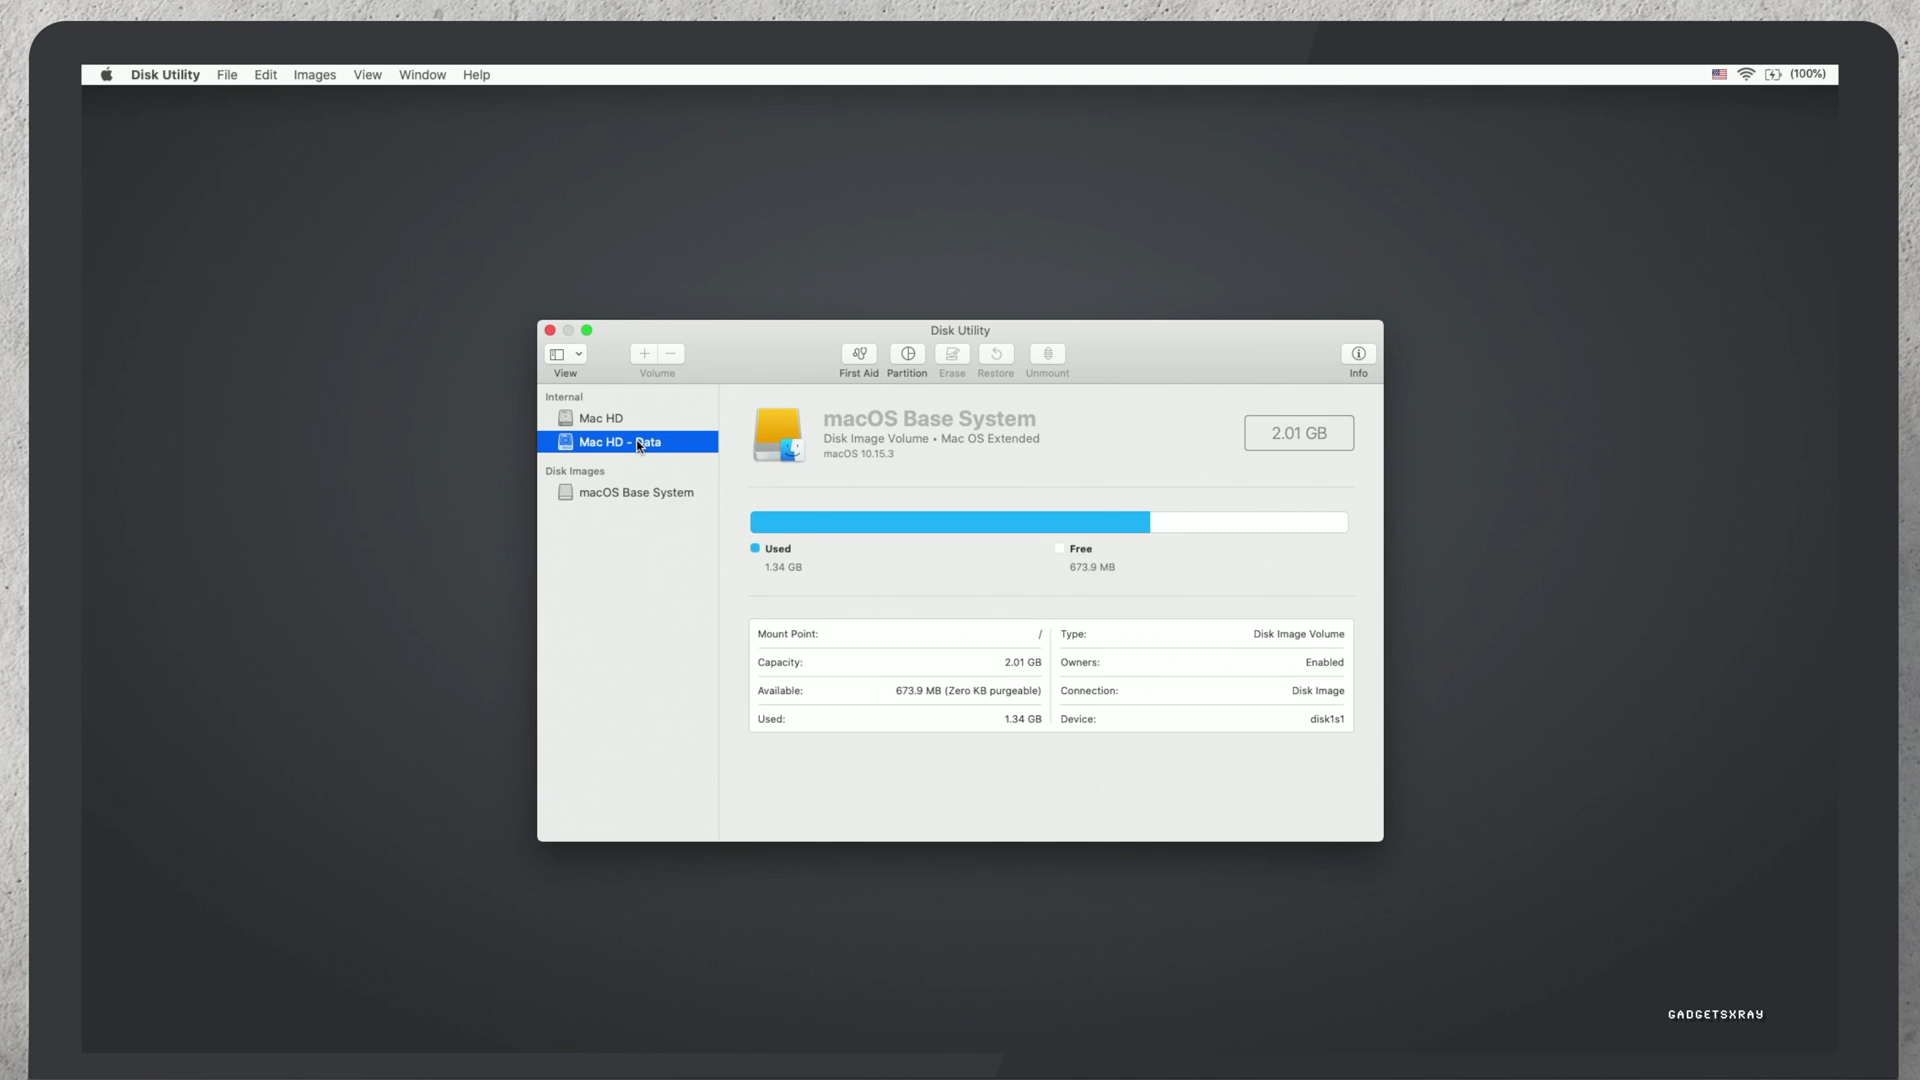 Disk Utility File Edit Images View Window Help (100%)
Disk Utility
View Volume First Aid Partition Erase Restore Unmount Info
Internal
Mac HD
Mac HD - Data
Disk Images
macOS Base System
macOS Base System
Disk Image Volume • Mac OS Extended
macOS 10.15.3
2.01 GB
Used
1.34 GB
Free
673.9 MB
Mount Point: /
Capacity: 2.01 GB
Available: 673.9 MB (Zero KB purgeable)
Used: 1.34 GB
Type: Disk Image Volume
Owners: Enabled
Connection: Disk Image
Device: disk1s1
GADGETSXRAY